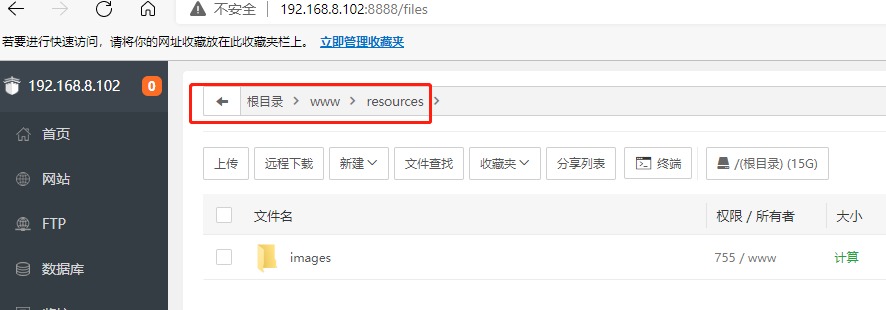 不安全 192.168.8.102:8888/files
若要进行快速访问，请将你的网址收藏放在此收藏夹栏上。 立即管理收藏夹
192.168.8.102 0
根目录 www resources
首页
上传 远程下载 新建 文件查找 收藏夹 分享列表 终端 /(根目录) (15G)
网站
文件名 权限 / 所有者 大小
FTP
images 755 / www 计算
数据库